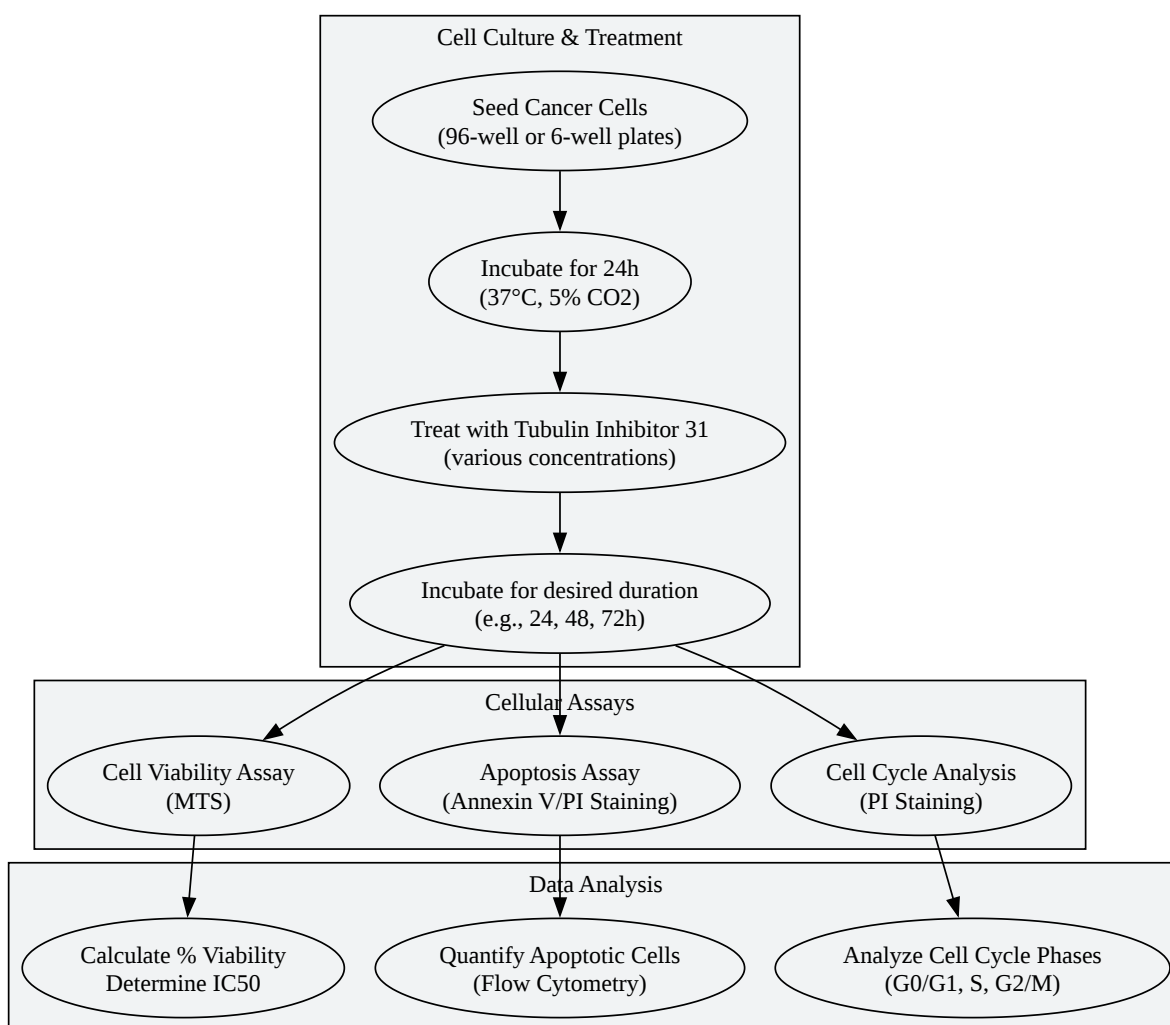 Cell Culture & Treatment
Seed Cancer Cells
(96-well or 6-well plates)
Incubate for 24h
(37°C, 5% CO2)
Treat with Tubulin Inhibitor 31
(various concentrations)
Incubate for desired duration
(e.g., 24, 48, 72h)
Cellular Assays
Cell Viability Assay
(MTS)
Apoptosis Assay
(Annexin V/PI Staining)
Cell Cycle Analysis
(PI Staining)
Data Analysis
Calculate % Viability
Determine IC50
Quantify Apoptotic Cells
(Flow Cytometry)
Analyze Cell Cycle Phases
(G0/G1, S, G2/M)